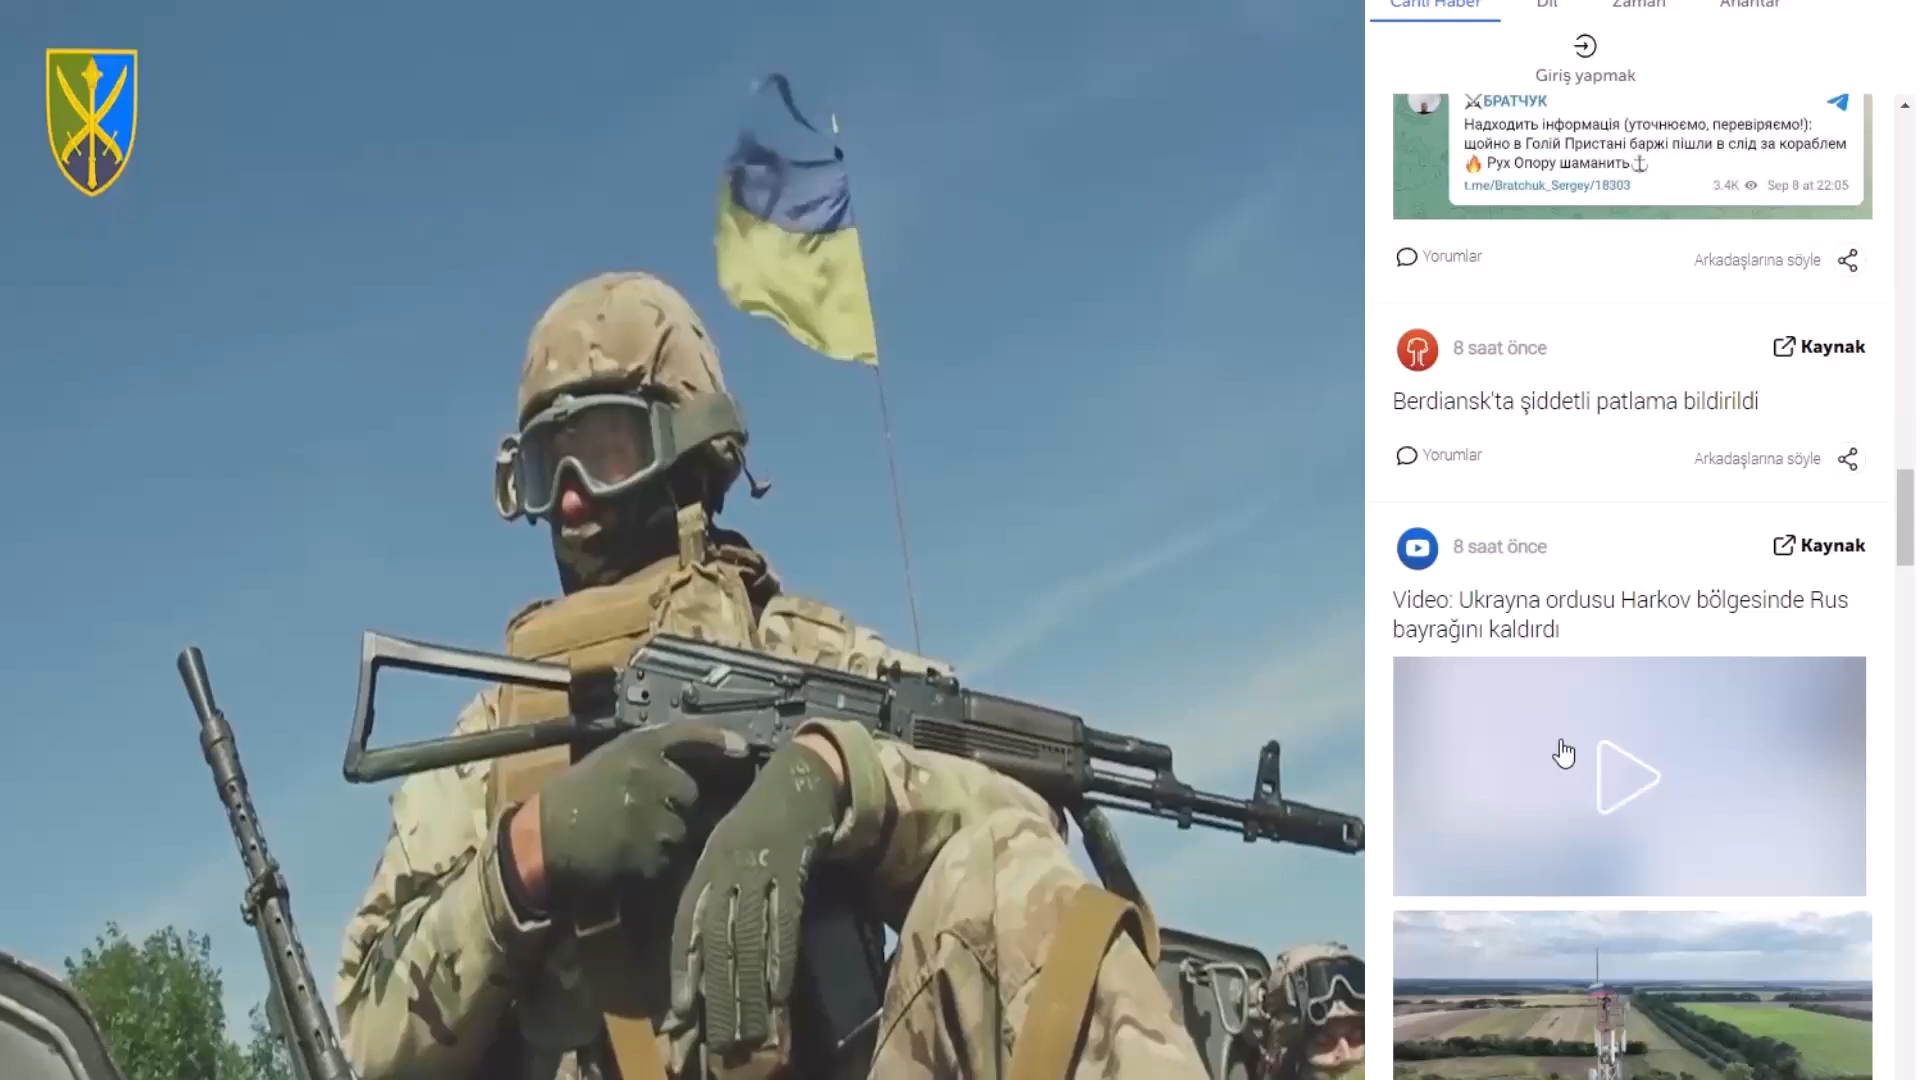 Canlı Haber
Dil
Zaman
Anahtar
Giriş yapmak
БРАТЧУК
Надходить інформація (уточнюємо, перевіряємо!):
щойно в Голій Пристані баржі пішли в слід за кораблем
🔥 Рух Опору шаманить⚓
t.me/Bratchuk_Sergey/18303 3.4K Sep 8 at 22:05
Yorumlar
Arkadaşlarına söyle
8 saat önce
Kaynak
Berdiansk'ta şiddetli patlama bildirildi
Yorumlar
Arkadaşlarına söyle
8 saat önce
Kaynak
Video: Ukrayna ordusu Harkov bölgesinde Rus
bayrağını kaldırdı